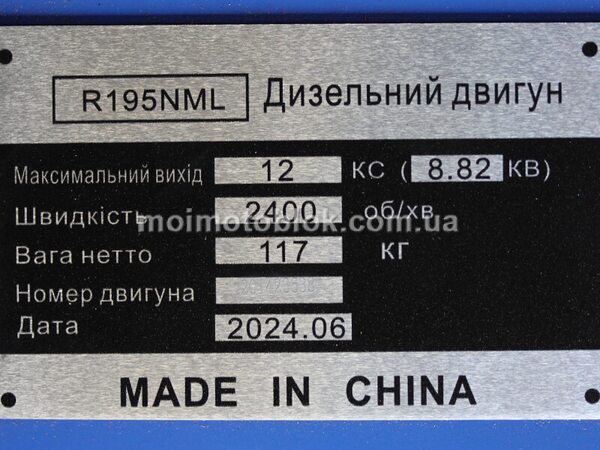 R195NML Дизельний двигун
Максимальний вихід 12 КС ( 8.82 КВ)
Швидкість 2400 об/хв
moimotoblok.com.ua
Вага нетто 117 кг
Номер двигуна
Дата 2024.06
MADE IN CHINA